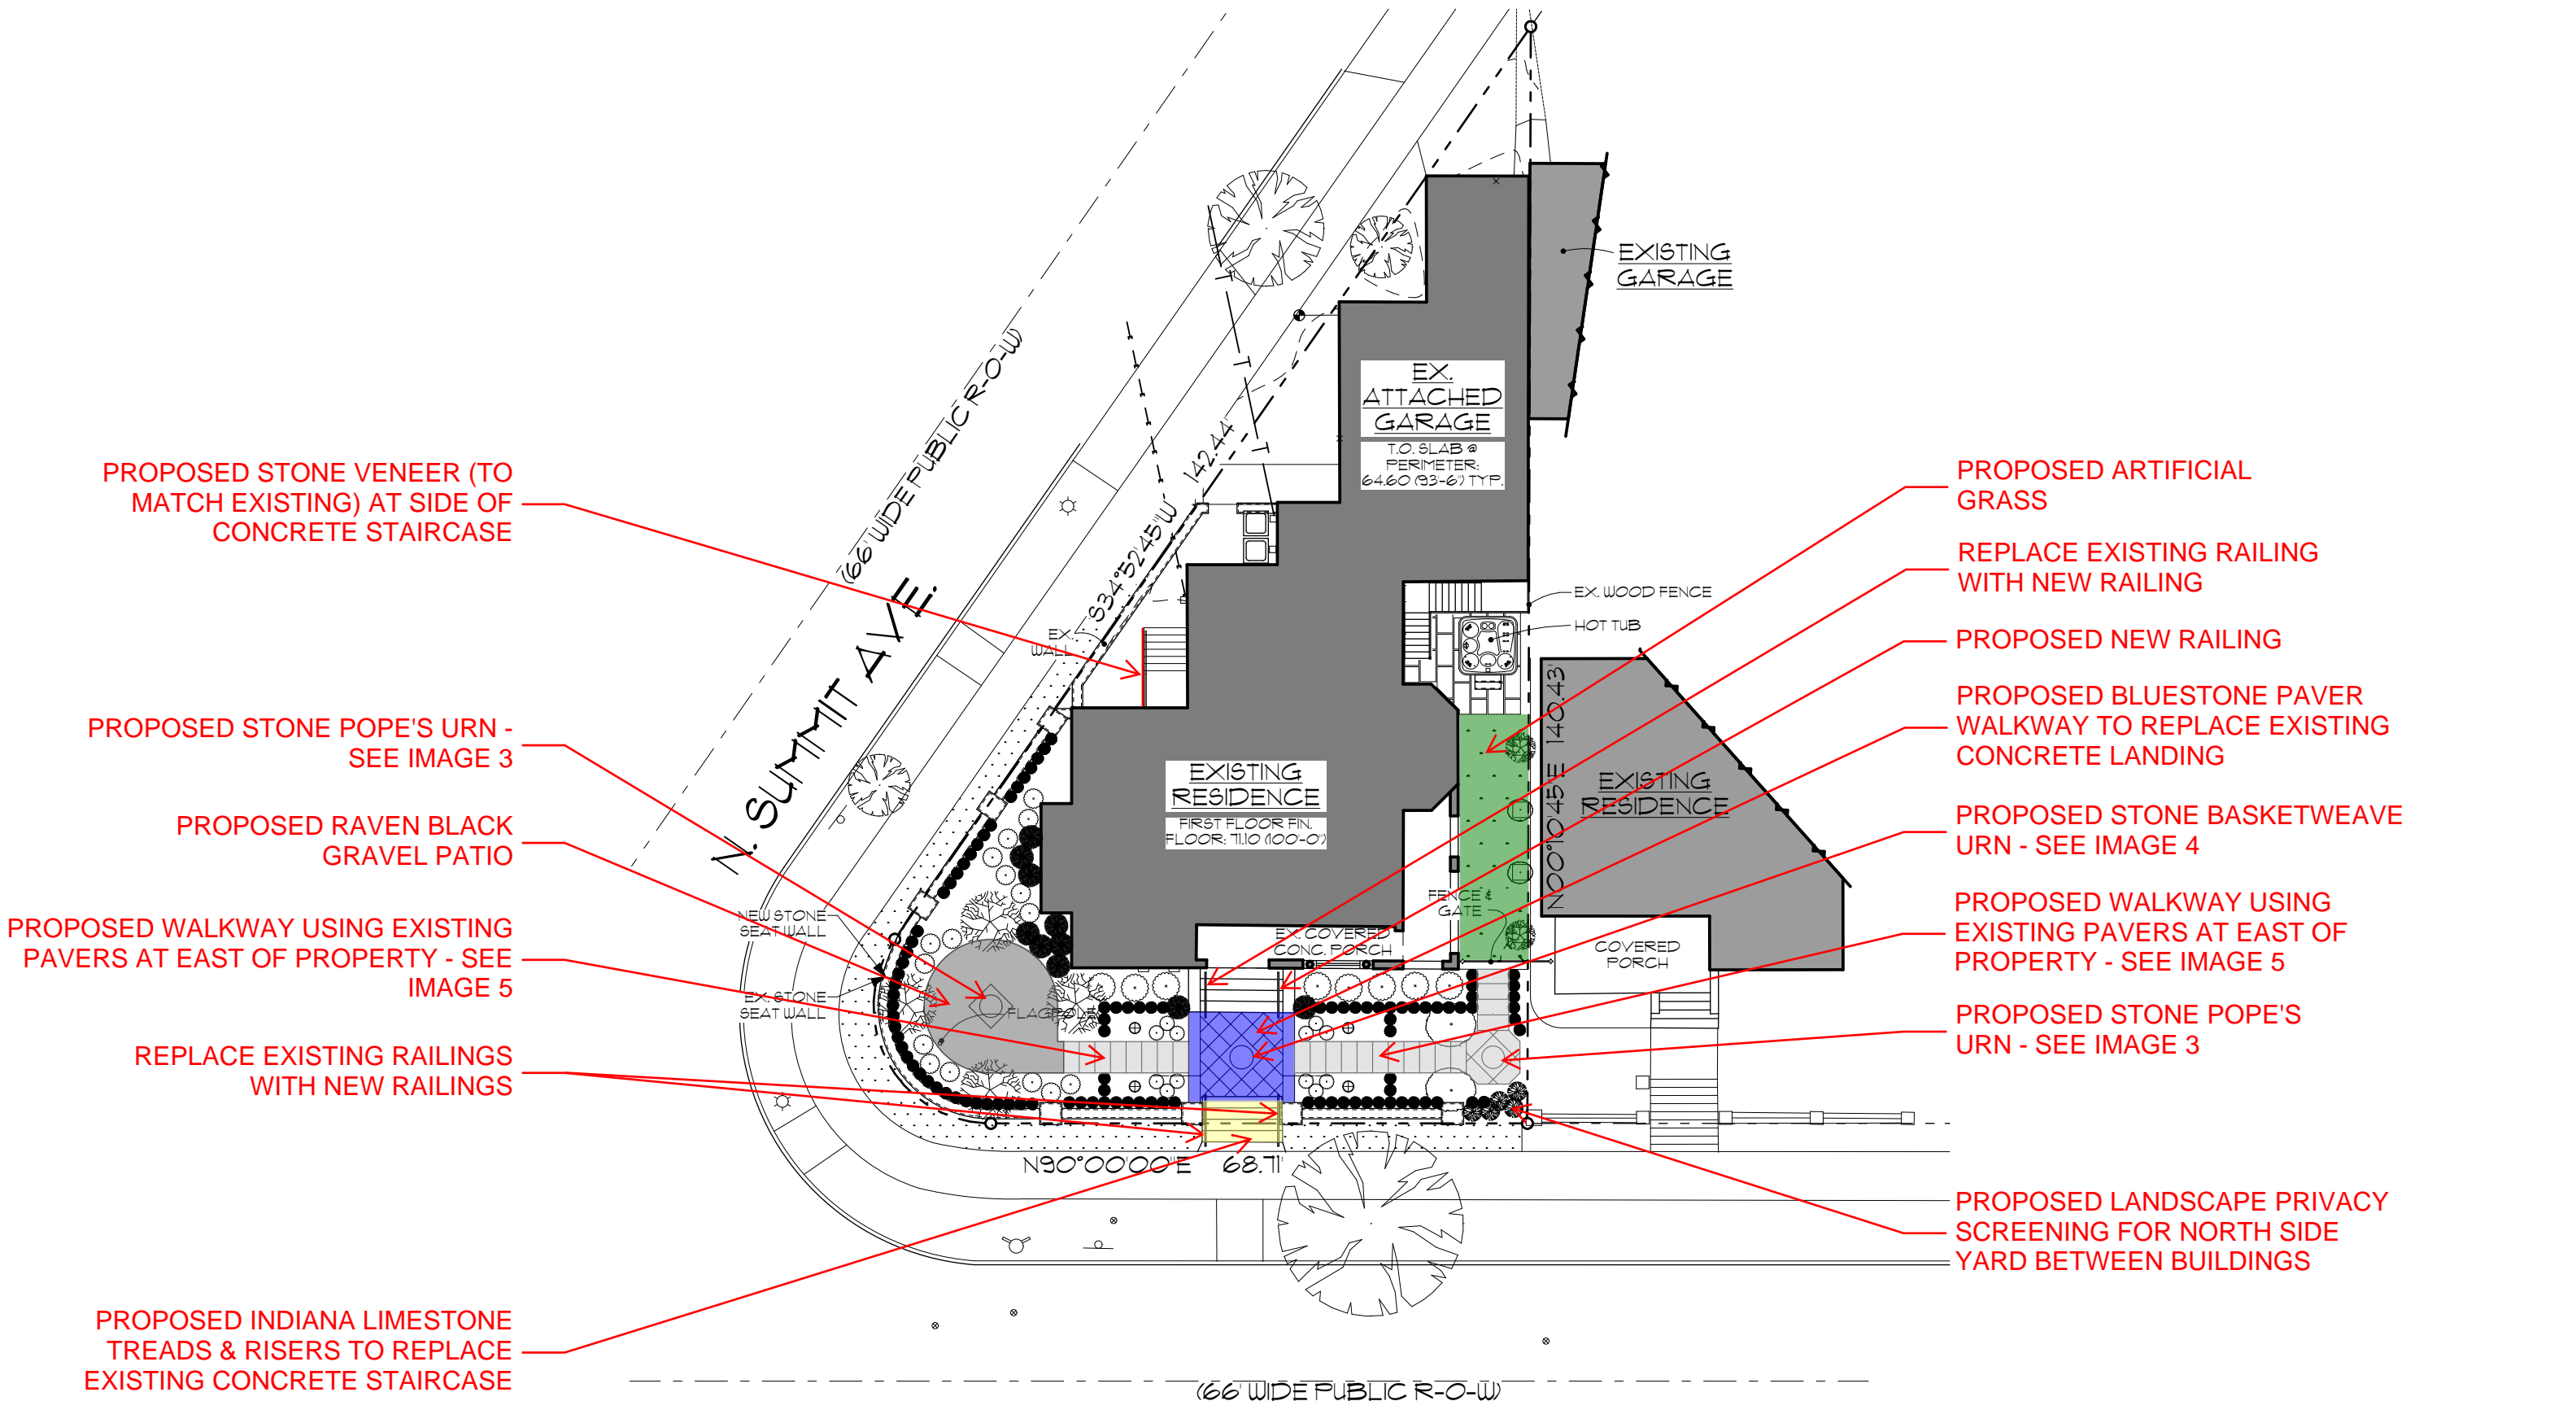 PROPOSED STONE VENEER (TO
MATCH EXISTING) AT SIDE OF
CONCRETE STAIRCASE
PROPOSED STONE POPE'S URN -
SEE IMAGE 3
PROPOSED RAVEN BLACK
GRAVEL PATIO
PROPOSED WALKWAY USING EXISTING
PAVERS AT EAST OF PROPERTY - SEE
IMAGE 5
REPLACE EXISTING RAILINGS
WITH NEW RAILINGS
PROPOSED INDIANA LIMESTONE
TREADS & RISERS TO REPLACE
EXISTING CONCRETE STAIRCASE
(66' WIDE PUBLIC R-O-W)
N. SUMMIT AVE.
S34°52'45"W 142.44'
T
T
T
T
EX.
WALL
NEW STONE
SEAT WALL
EX. STONE
SEAT WALL
FLAGPOLE
EXISTING
GARAGE
EX.
ATTACHED
GARAGE
T.O. SLAB @
PERIMETER:
64.60 (93'-6") TYP.
EX. WOOD FENCE
HOT TUB
EXISTING
RESIDENCE
FIRST FLOOR FIN.
FLOOR: 71.10 (100'-0")
N00°10'45"E 140.43'
EXISTING
RESIDENCE
FENCE &
GATE
EX. COVERED
CONC. PORCH
COVERED
PORCH
N90°00'00"E 68.71'
(66' WIDE PUBLIC R-O-W)
PROPOSED ARTIFICIAL
GRASS
REPLACE EXISTING RAILING
WITH NEW RAILING
PROPOSED NEW RAILING
PROPOSED BLUESTONE PAVER
WALKWAY TO REPLACE EXISTING
CONCRETE LANDING
PROPOSED STONE BASKETWEAVE
URN - SEE IMAGE 4
PROPOSED WALKWAY USING
EXISTING PAVERS AT EAST OF
PROPERTY - SEE IMAGE 5
PROPOSED STONE POPE'S
URN - SEE IMAGE 3
PROPOSED LANDSCAPE PRIVACY
SCREENING FOR NORTH SIDE
YARD BETWEEN BUILDINGS